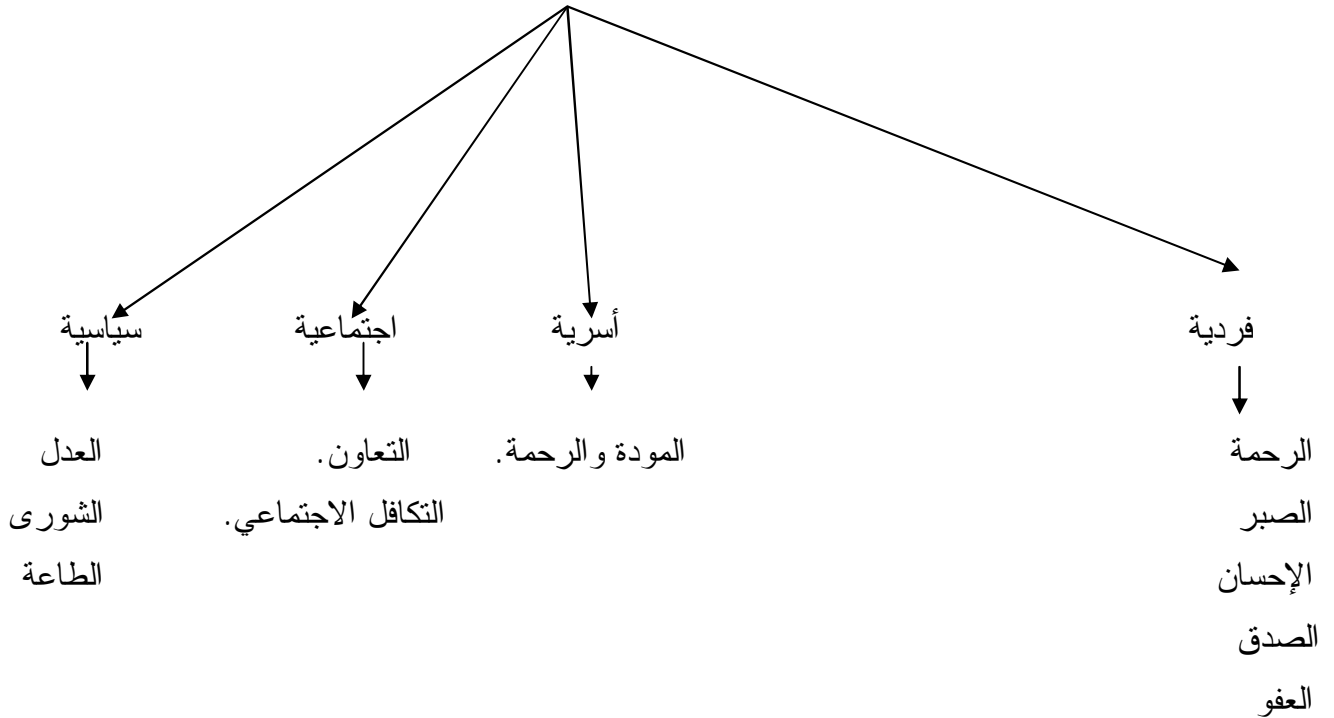 فردية
أسرية
اجتماعية
سياسية
الرحمة
المودة والرحمة.
التعاون.
العدل
الصبر
التكافل الاجتماعي.
الشورى
الإحسان
الطاعة
الصدق
العفو